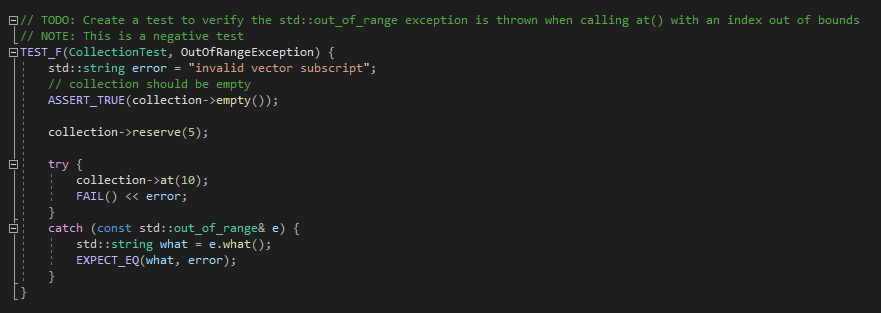 // TODO: Create a test to verify the std::out_of_range exception is thrown when calling at() with an index out of bounds
// NOTE: This is a negative test
TEST_F(CollectionTest, OutOfRangeException) {
    std::string error = "invalid vector subscript";
    // collection should be empty
    ASSERT_TRUE(collection->empty());

    collection->reserve(5);

    try {
        collection->at(10);
        FAIL() << error;
    }
    catch (const std::out_of_range& e) {
        std::string what = e.what();
        EXPECT_EQ(what, error);
    }
}